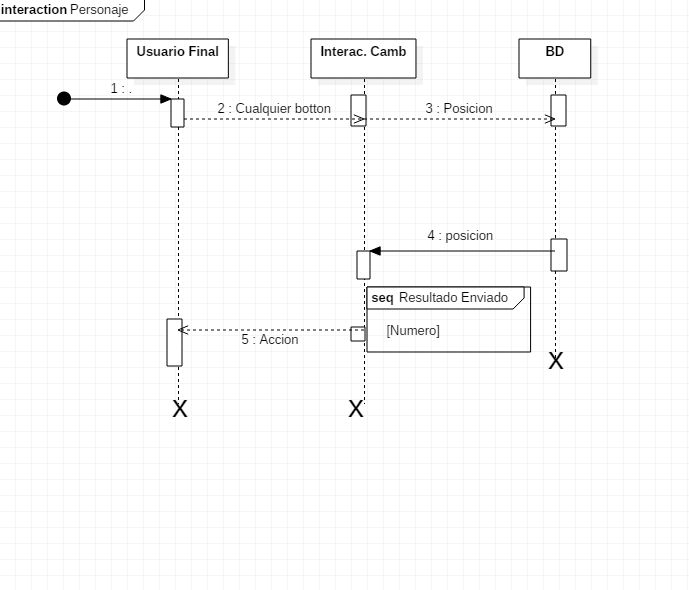 interaction Personaje
Usuario Final
Interac. Camb
BD
1 : .
2 : Cualquier botton
3 : Posicion
4 : posicion
seq Resultado Enviado
[Numero]
5 : Accion
X
X
X